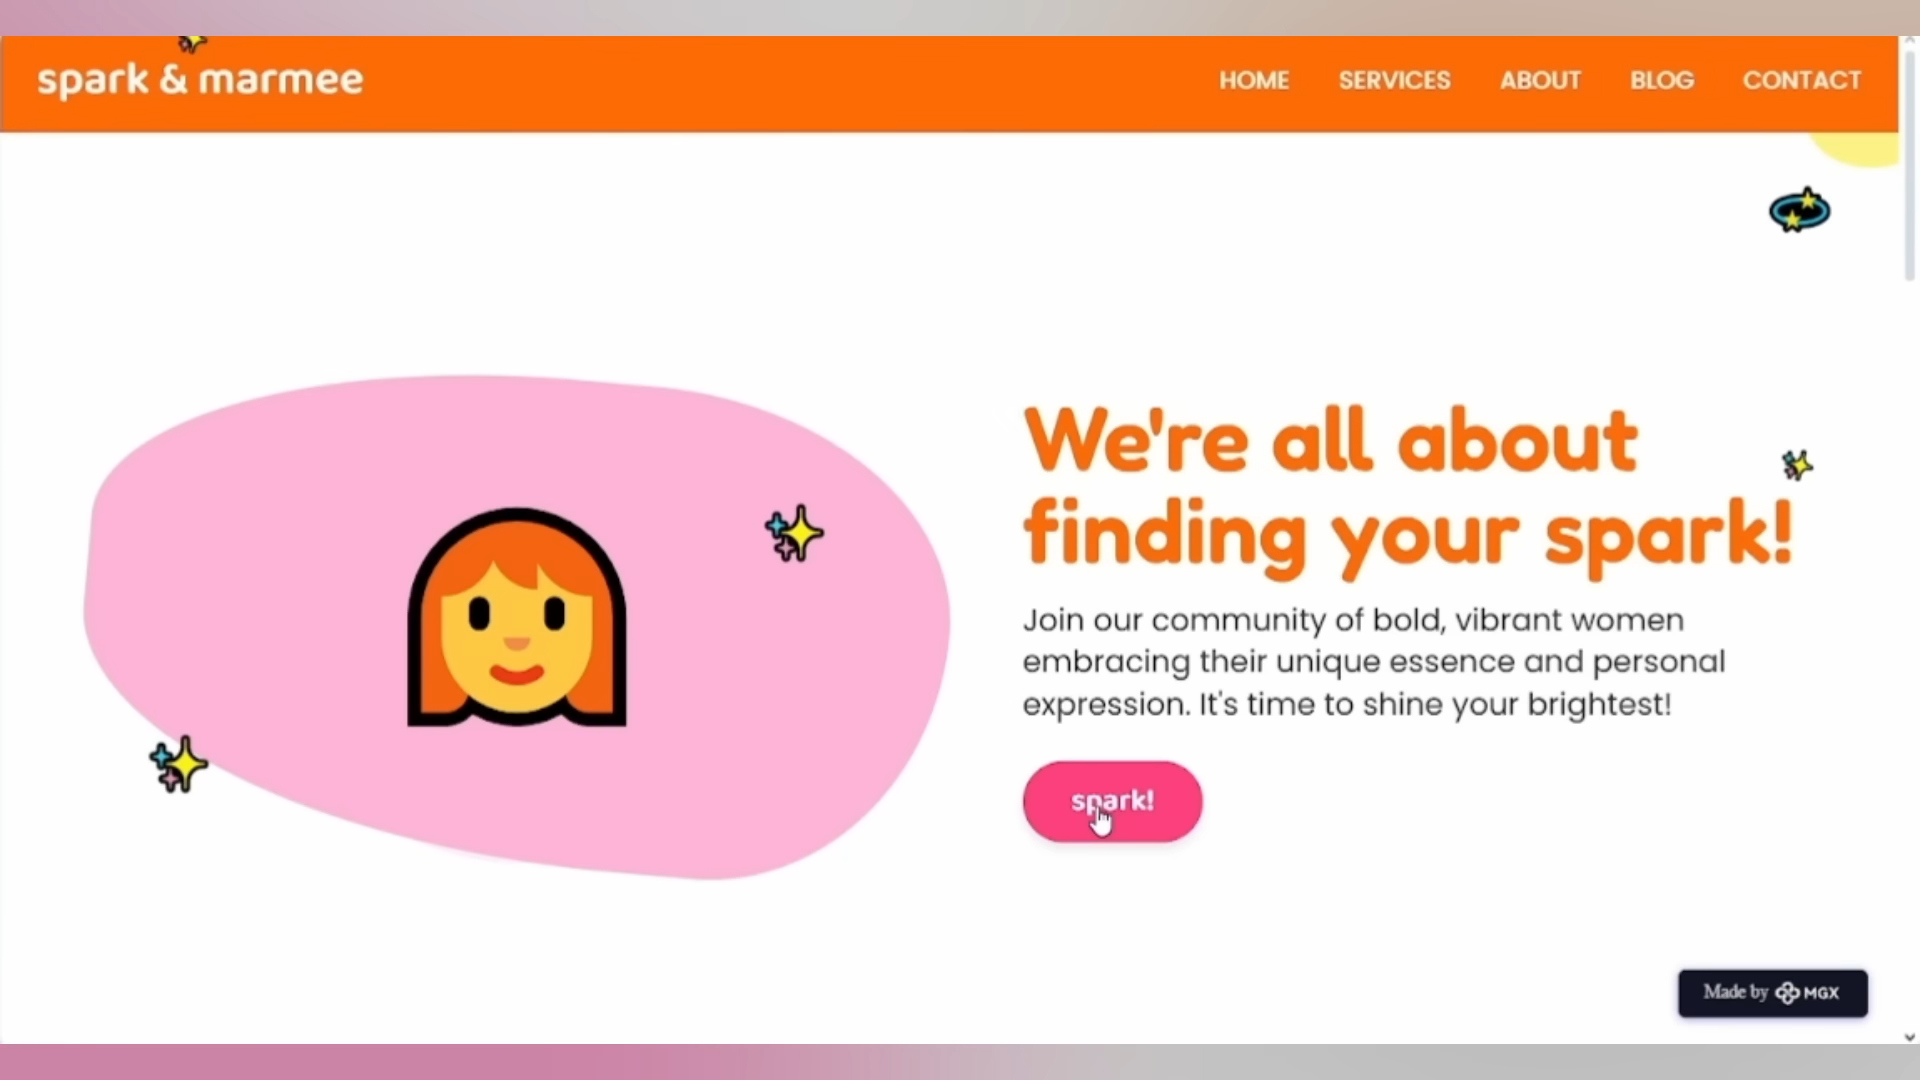 spark & marmee
HOME
SERVICES
ABOUT
BLOG
CONTACT
We're all about
finding your spark!
Join our community of bold, vibrant women
embracing their unique essence and personal
expression. It's time to shine your brightest!
spark!
Made by MGX